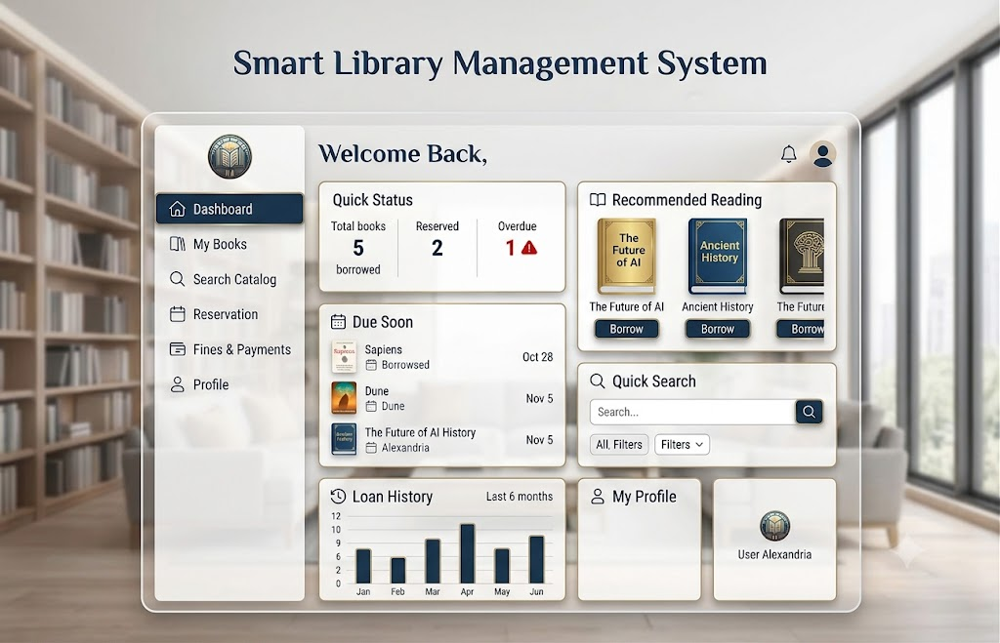 Smart Library Management System
Welcome Back,
Dashboard
My Books
Search Catalog
Reservation
Fines & Payments
Profile
Quick Status
Total books
5
borrowed
Reserved
2
Overdue
1
Recommended Reading
The
Future
of AI
The Future of AI
Borrow
Ancient
History
Ancient History
Borrow
The Future
Borrow
Due Soon
Sapiens
Borrowsed
Oct 28
Dune
Dune
Nov 5
Ancient
History
The Future of AI History
Alexandria
Nov 5
Quick Search
Search...
All, Filters
Filters
Loan History
Last 6 months
12
10
9
6
2
0
Jan Feb Mar Apr May Jun
My Profile
User Alexandria